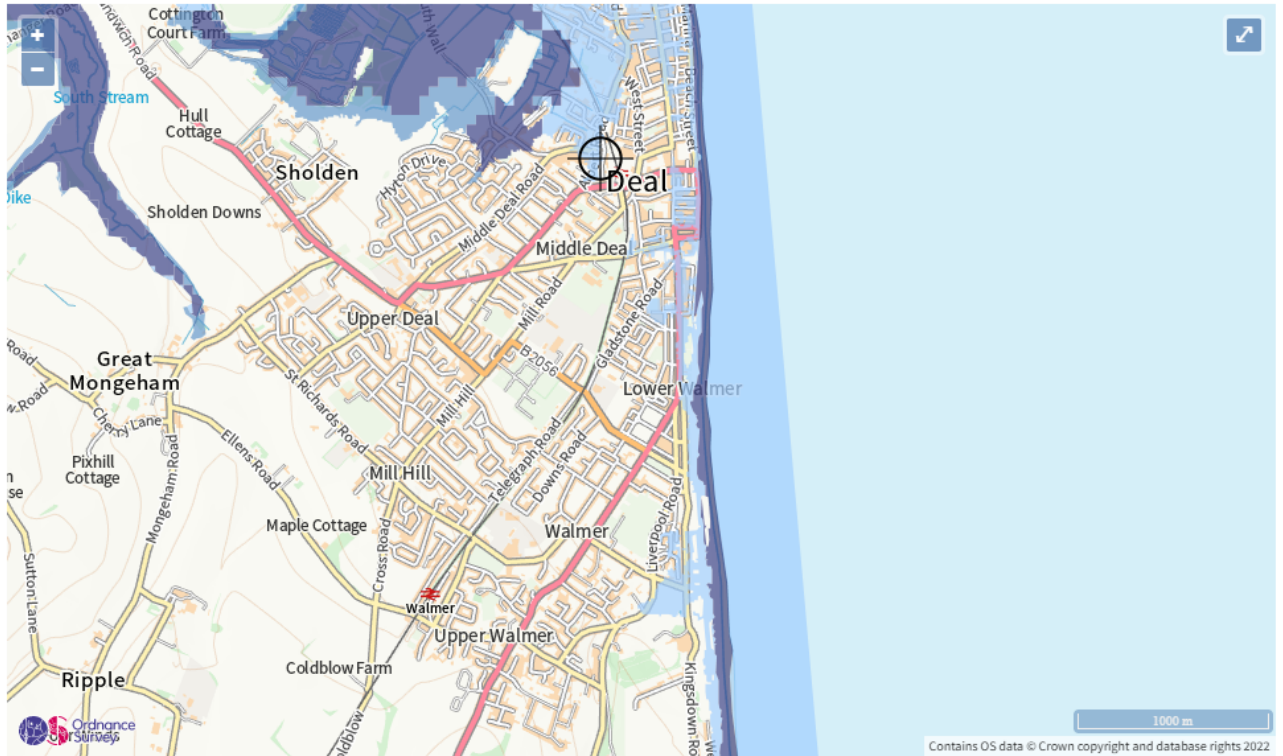 Cottington
Court Farm
South Wall
+
−
South Stream
Hull
Cottage
Sholden
Hyton Drive
West Street
Beach Street
Deal
Sholden Downs
Middle Deal Road
Middle Deal
Upper Deal
Mill Road
Gladstone Road
B2056
Great
Mongeham
Lower Walmer
St Richards Road
Mill Hill
Cherry Lane
Ellens Road
Pixhill
Cottage
Mongeham Road
Mill Hill
Telegraph Road
Downs Road
Maple Cottage
Walmer
Liverpool Road
Cross Road
Sutton Lane
Walmer
Upper Walmer
Coldblow Farm
Ripple
Kingsdown Ro
oldblow
Ordnance
Survey
1000 m
Contains OS data © Crown copyright and database rights 2022